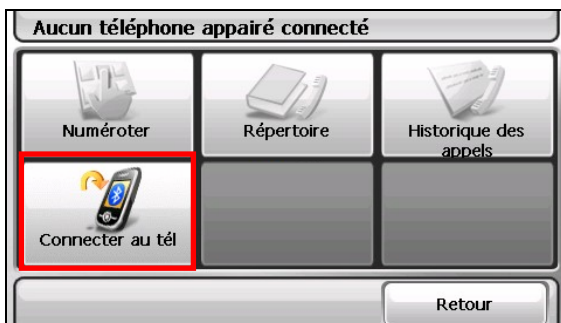 Aucun téléphone appairé connecté
Numéroter
Répertoire
Historique des
appels
Connecter au tél
Retour